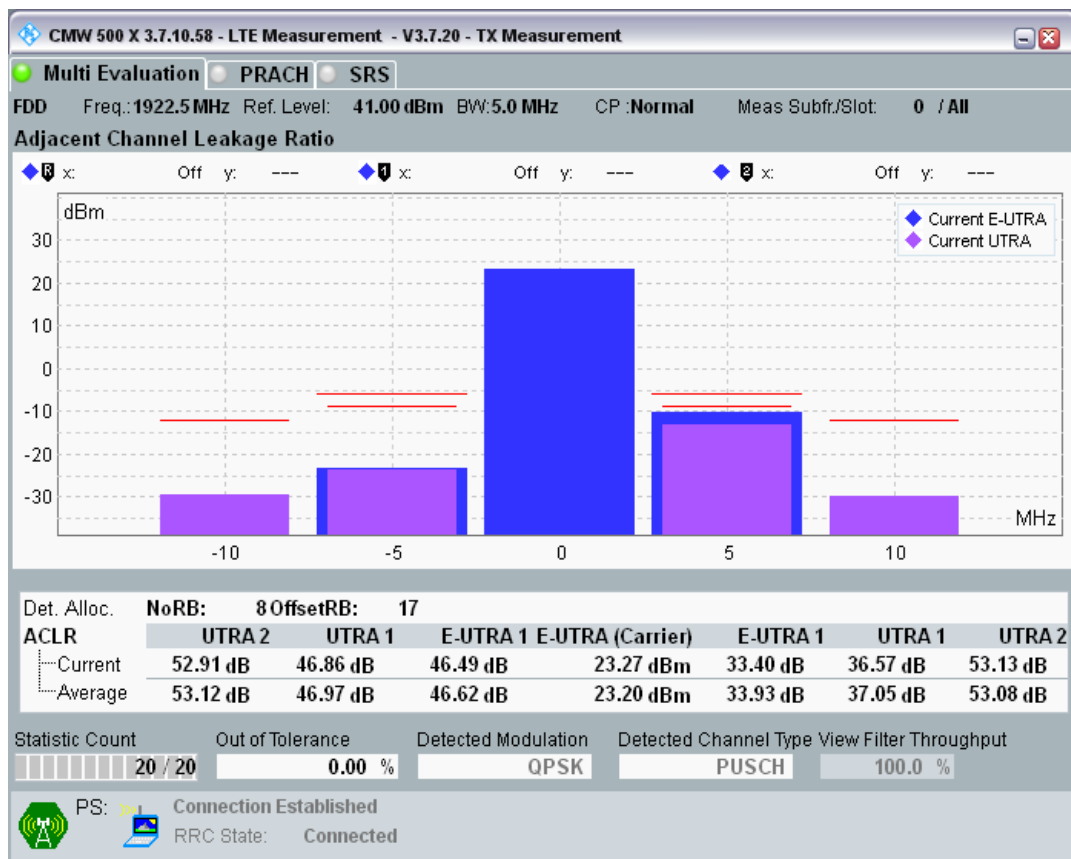 CMW 500 X 3.7.10.58 - LTE Measurement - V3.7.20 - TX Measurement
Multi Evaluation PRACH SRS
FDD Freq.: 1922.5 MHz Ref. Level: 41.00 dBm BW: 5.0 MHz CP :Normal Meas Subfr./Slot: 0 / All
Adjacent Channel Leakage Ratio
R x: Off y: --- 1 x: Off y: --- 2 x: Off y: ---
dBm
Current E-UTRA
Current UTRA
30
20
10
0
-10
-20
-30
MHz
-10 -5 0 5 10
Det. Alloc. NoRB: 8 OffsetRB: 17
ACLR UTRA 2 UTRA 1 E-UTRA 1 E-UTRA (Carrier) E-UTRA 1 UTRA 1 UTRA 2
Current 52.91 dB 46.86 dB 46.49 dB 23.27 dBm 33.40 dB 36.57 dB 53.13 dB
Average 53.12 dB 46.97 dB 46.62 dB 23.20 dBm 33.93 dB 37.05 dB 53.08 dB
Statistic Count Out of Tolerance Detected Modulation Detected Channel Type View Filter Throughput
20 / 20 0.00 % QPSK PUSCH 100.0 %
PS: Connection Established
RRC State: Connected